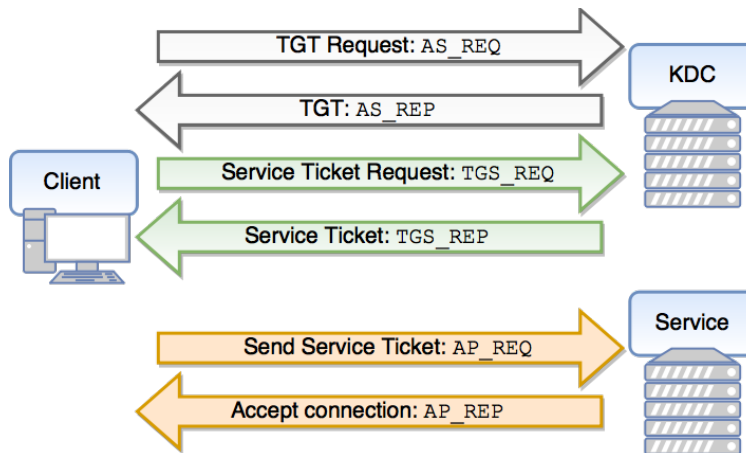 TGT Request: AS_REQ
KDC
TGT: AS_REP
Client
Service Ticket Request: TGS_REQ
Service Ticket: TGS_REP
Service
Send Service Ticket: AP_REQ
Accept connection: AP_REP